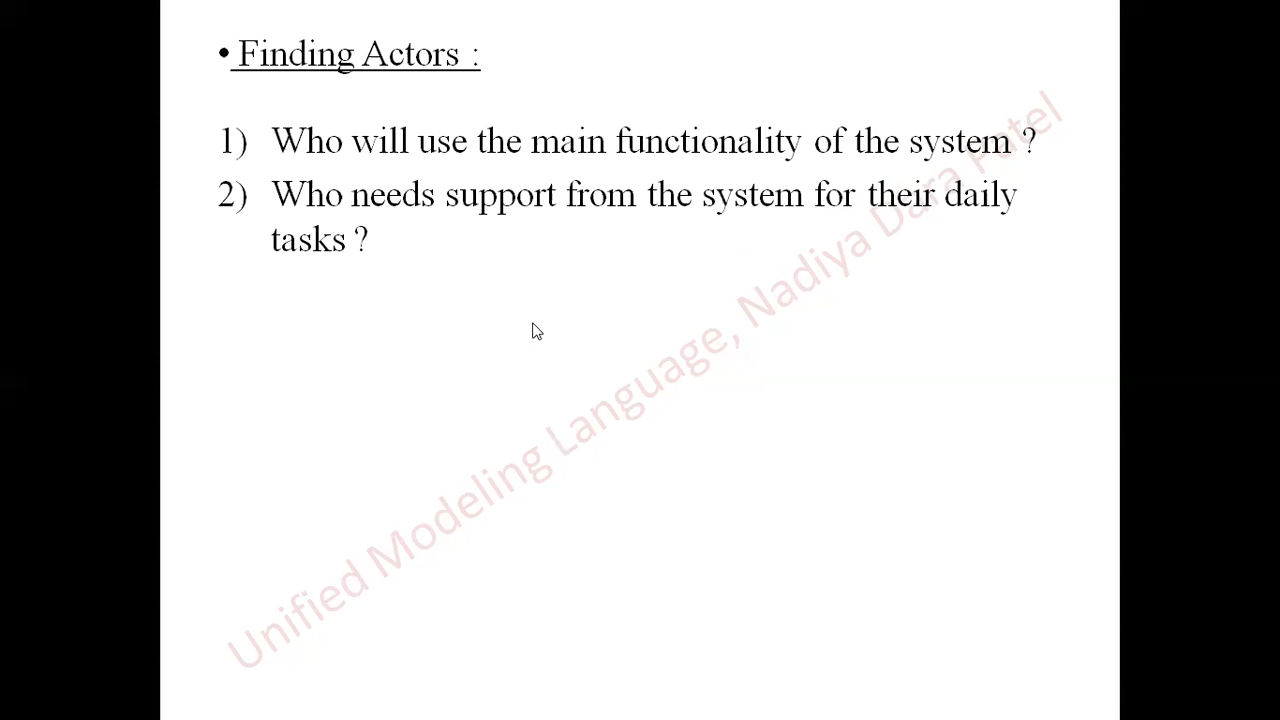 • Finding Actors :
1) Who will use the main functionality of the system ?
2) Who needs support from the system for their daily
tasks ?
Unified Modeling Language, Nadiya Dara Patel